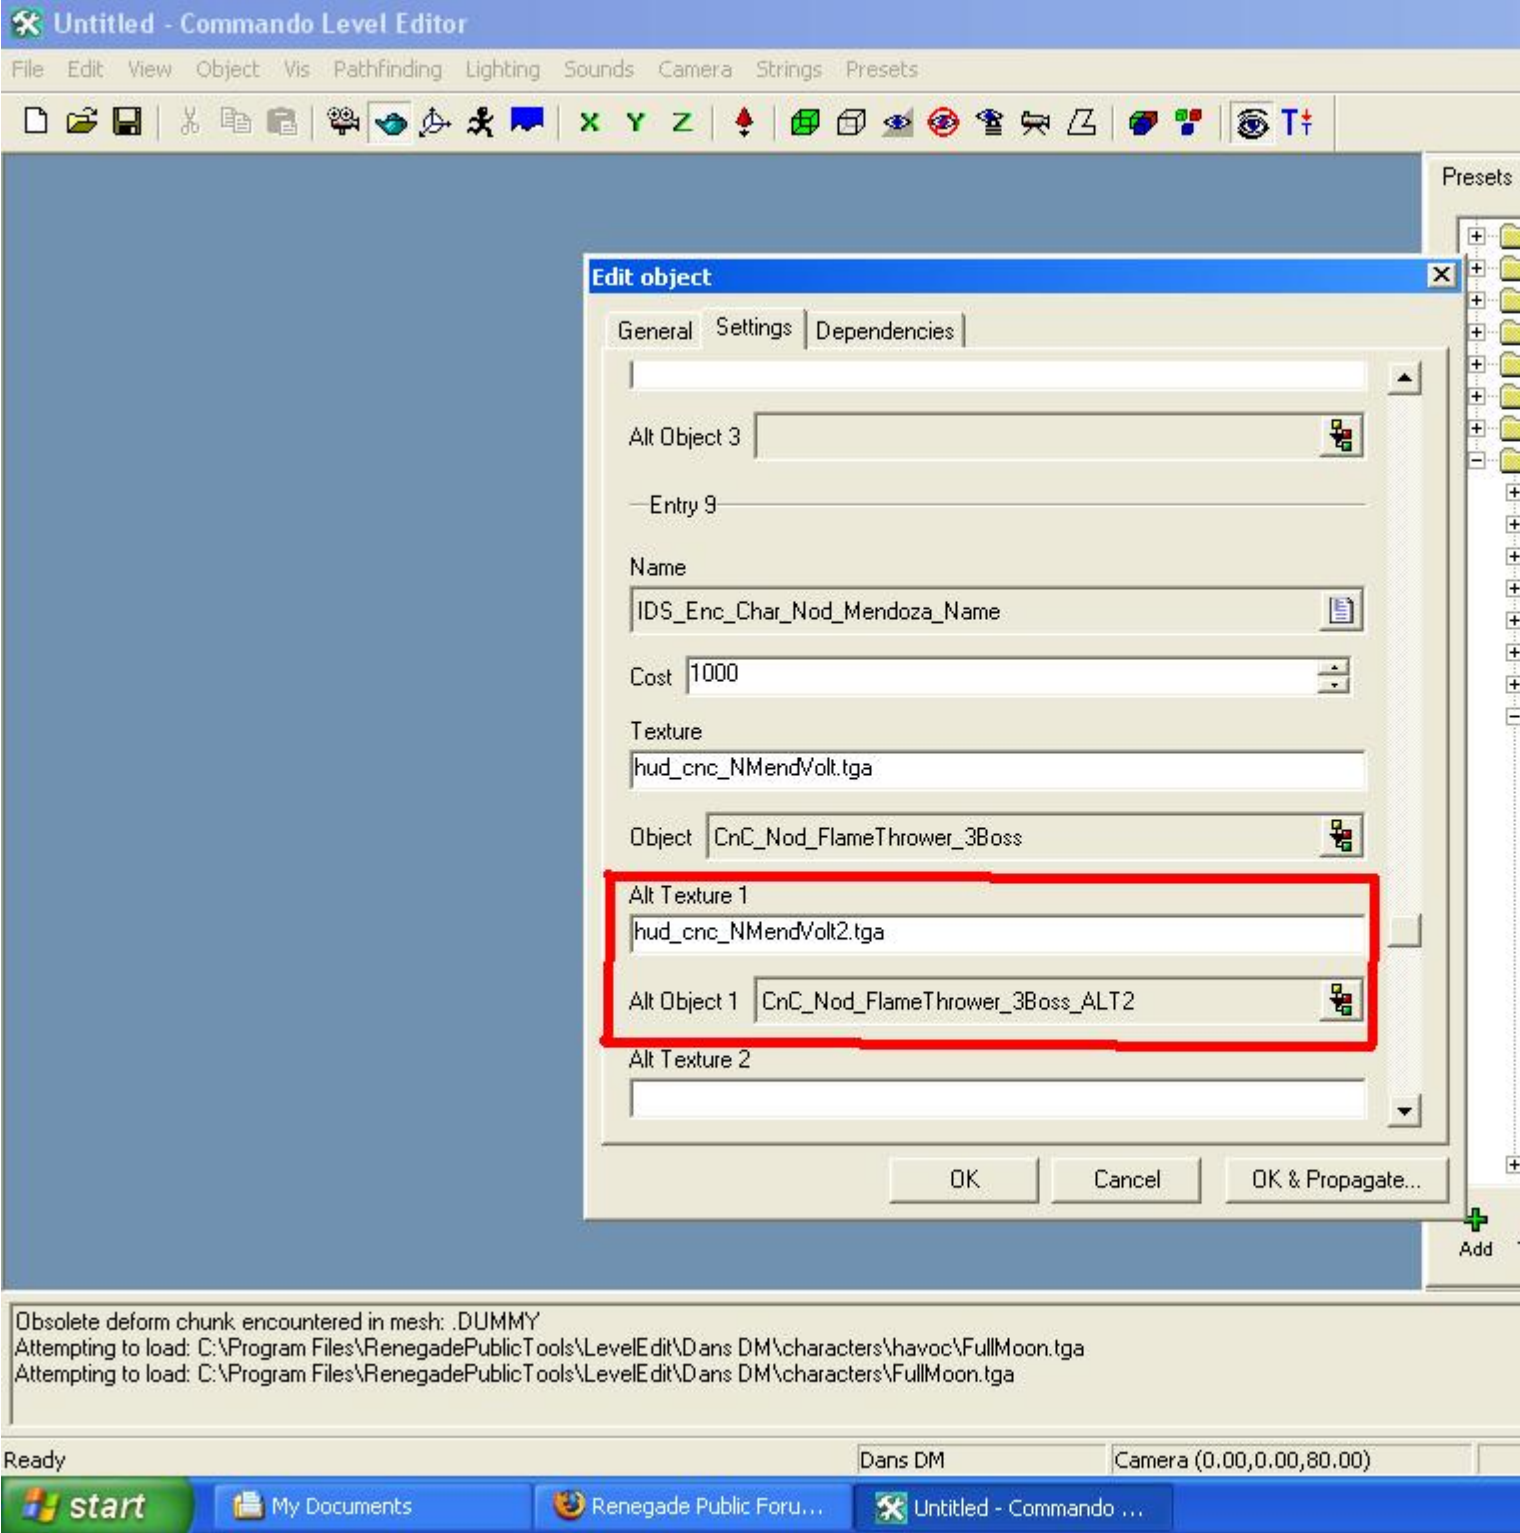 Untitled - Commando Level Editor
File Edit View Object Vis Pathfinding Lighting Sounds Camera Strings Presets
X Y Z T
Presets
Edit object
General Settings Dependencies
Alt Object 3
Entry 9
Name
IDS_Enc_Char_Nod_Mendoza_Name
Cost 1000
Texture
hud_cnc_NMendVolt.tga
Object CnC_Nod_FlameThrower_3Boss
Alt Texture 1
hud_cnc_NMendVolt2.tga
Alt Object 1 CnC_Nod_FlameThrower_3Boss_ALT2
Alt Texture 2
OK Cancel OK & Propagate...
Add
Obsolete deform chunk encountered in mesh: .DUMMY
Attempting to load: C:\Program Files\RenegadePublicTools\LevelEdit\Dans DM\characters\havoc\FullMoon.tga
Attempting to load: C:\Program Files\RenegadePublicTools\LevelEdit\Dans DM\characters\FullMoon.tga
Ready Dans DM Camera (0.00,0.00,80.00)
start My Documents Renegade Public Foru... Untitled - Commando ...